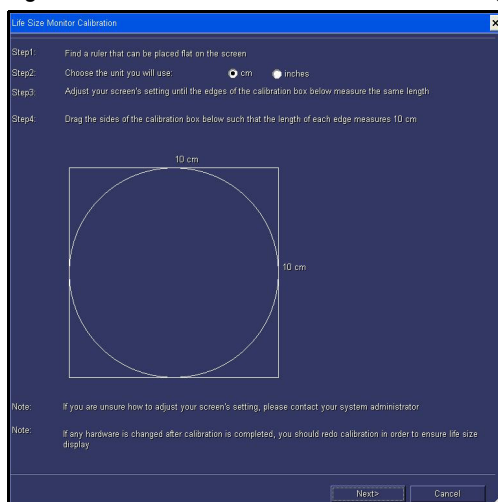 Life Size Monitor Calibration
Step1: Find a ruler that can be placed flat on the screen
Step2: Choose the unit you will use: cm inches
Step3: Adjust your screen's setting until the edges of the calibration box below measure the same length
Step4: Drag the sides of the calibration box below such that the length of each edge measures 10 cm
10 cm
10 cm
Note: If you are unsure how to adjust your screen's setting, please contact your system administrator
Note: If any hardware is changed after calibration is completed, you should redo calibration in order to ensure life size
display
Next> Cancel